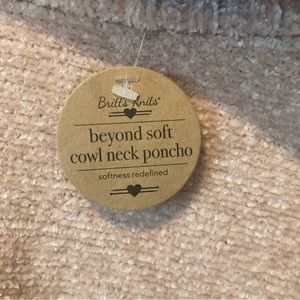 Britt's Knits®
beyond soft
cowl neck poncho
softness redefined